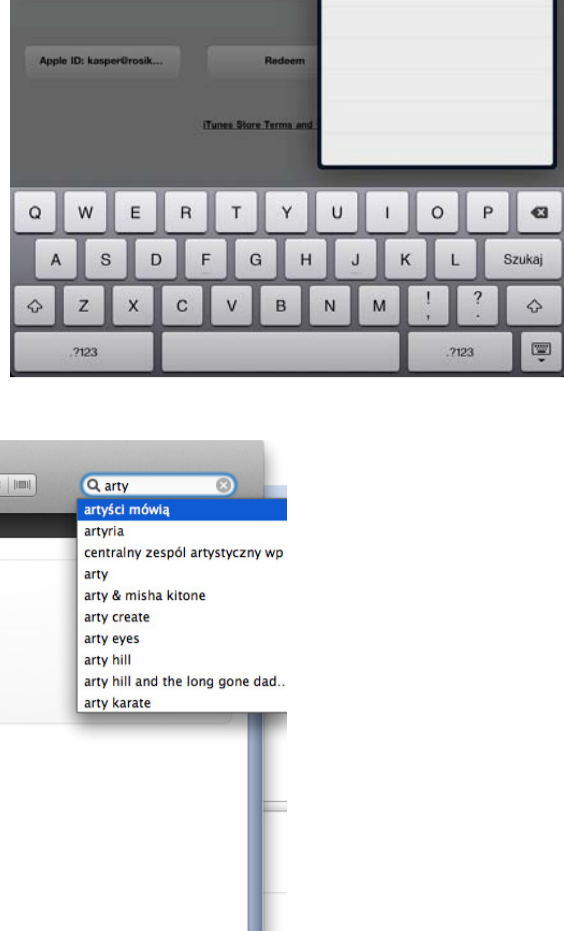 Apple ID: kasper@rosik...
Redeem
iTunes Store Terms and
Q W E R T Y U I O P
A S D F G H J K L Szukaj
Z X C V B N M ! , ? .
.?123 .?123
arty
artyści mówią
artyria
centralny zespól artystyczny wp
arty
arty & misha kitone
arty create
arty eyes
arty hill
arty hill and the long gone dad..
arty karate